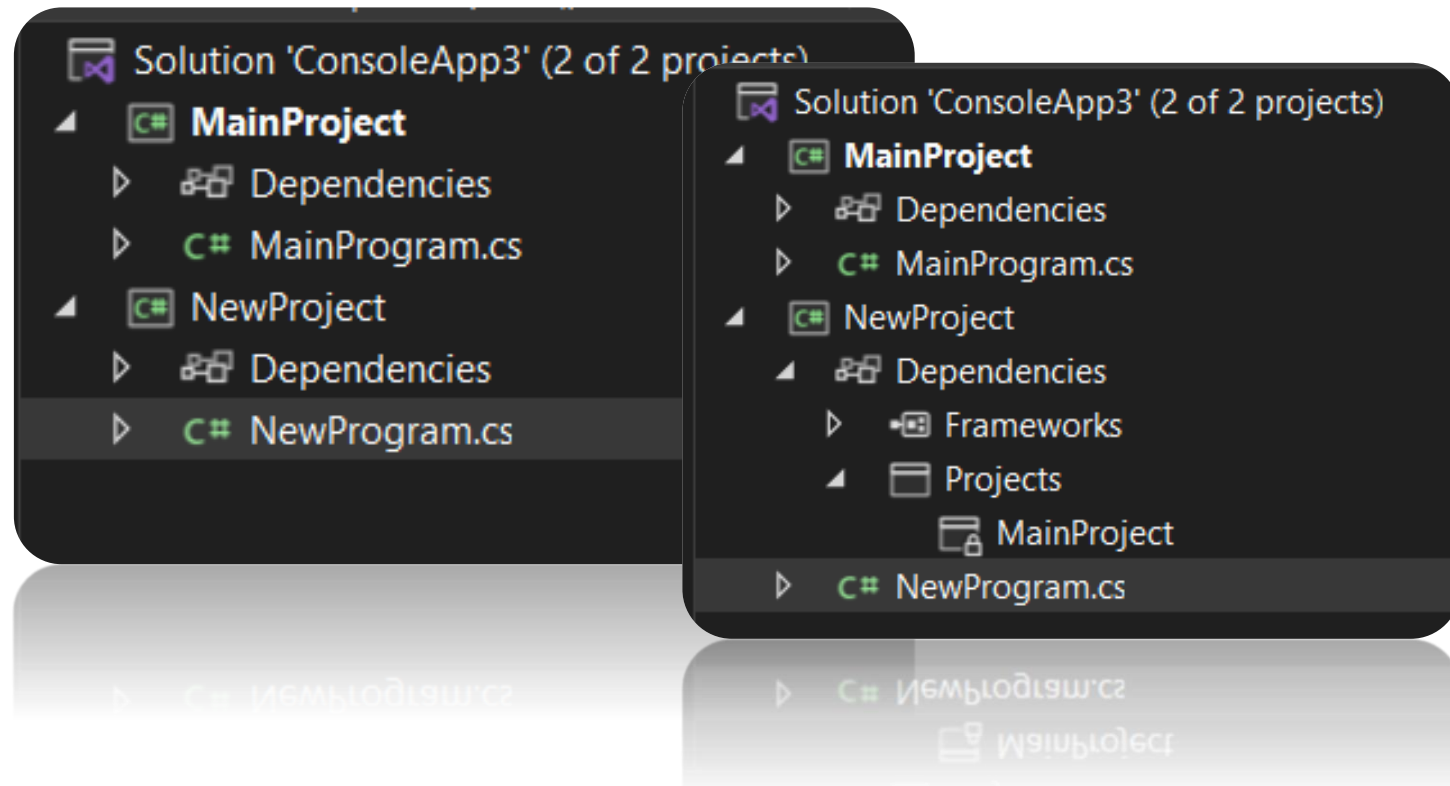 Solution 'ConsoleApp3' (2 of 2 projects)
C# MainProject
Dependencies
C# MainProgram.cs
C# NewProject
Dependencies
C# NewProgram.cs
Solution 'ConsoleApp3' (2 of 2 projects)
C# MainProject
Dependencies
C# MainProgram.cs
C# NewProject
Dependencies
Frameworks
Projects
MainProject
C# NewProgram.cs